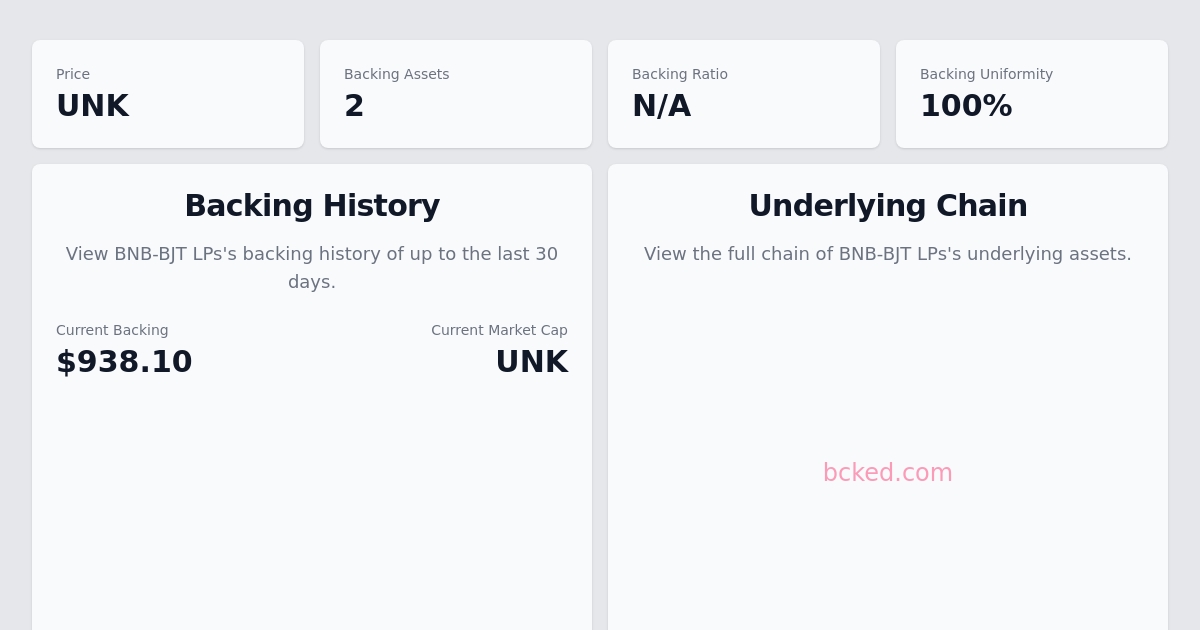 Price
UNK
Backing Assets
2
Backing Ratio
N/A
Backing Uniformity
100%
Backing History
View BNB-BJT LPs's backing history of up to the last 30
days.
Current Backing
$938.10
Current Market Cap
UNK
Underlying Chain
View the full chain of BNB-BJT LPs's underlying assets.
bcked.com